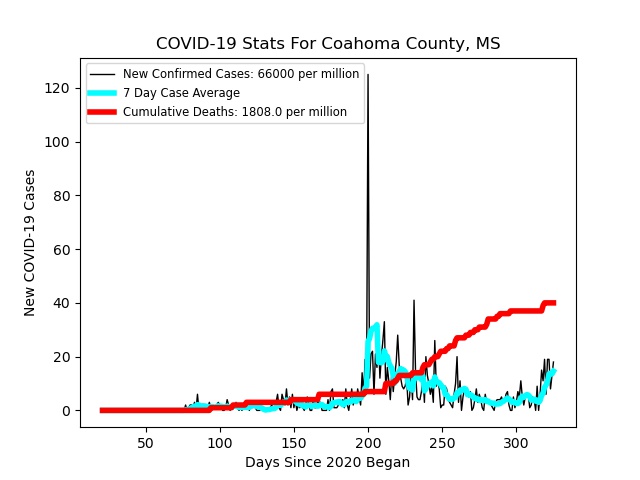 COVID-19 Stats For Coahoma County, MS
New Confirmed Cases: 66000 per million
7 Day Case Average
Cumulative Deaths: 1808.0 per million
New COVID-19 Cases
120
100
80
60
40
20
0
50 100 150 200 250 300
Days Since 2020 Began